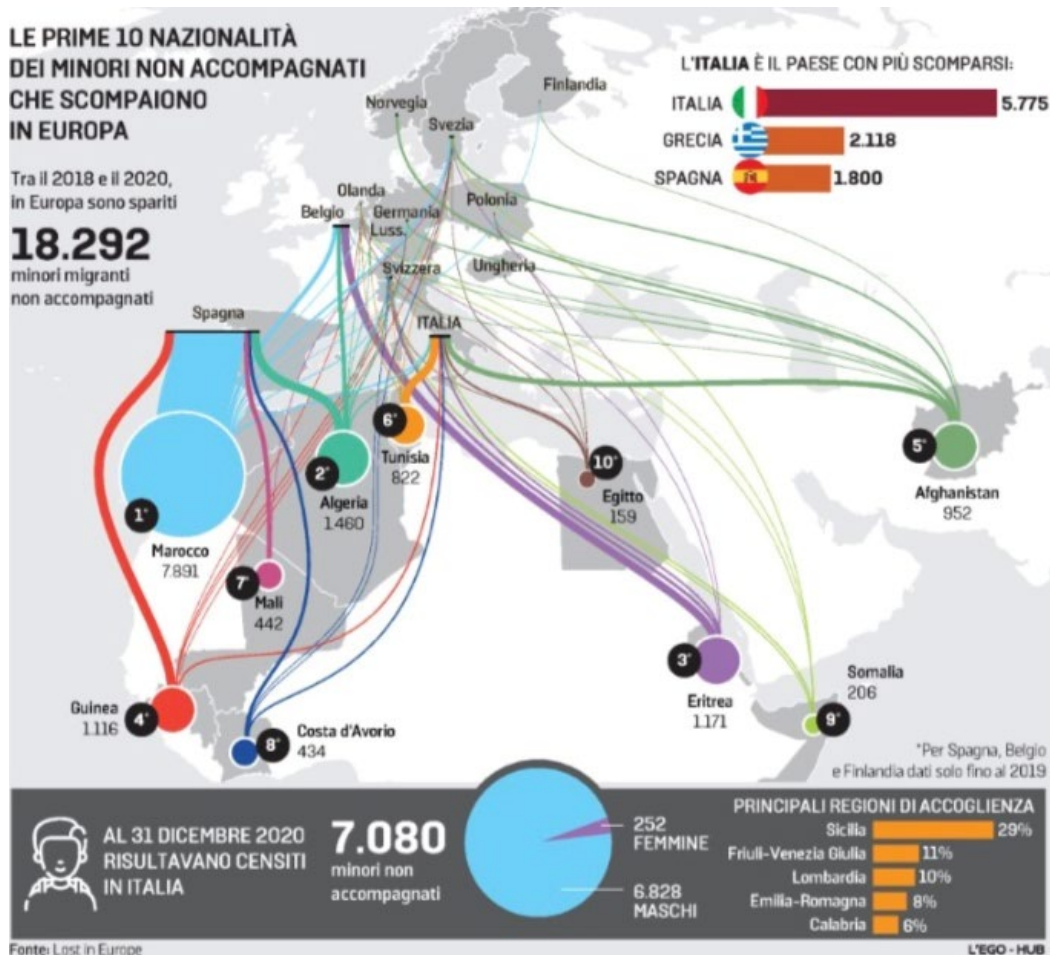 LE PRIME 10 NAZIONALITÀ
DEI MINORI NON ACCOMPAGNATI
CHE SCOMPAIONO
IN EUROPA
Tra il 2018 e il 2020,
in Europa sono spariti
18.292
minori migranti
non accompagnati
L'ITALIA È IL PAESE CON PIÙ SCOMPARSI:
ITALIA 5.775
GRECIA 2.118
SPAGNA 1.800
Finlandia
Norvegia
Svezia
Olanda
Polonia
Belgio
Germania
Luss.
Svizzera
Ungheria
Spagna
ITALIA
1°
Marocco
7.891
2°
Algeria
1.460
6°
Tunisia
822
10°
Egitto
159
5°
Afghanistan
952
7°
Mali
442
3°
Eritrea
1.171
Somalia
206
9°
Guinea
1.116
4°
8°
Costa d'Avorio
434
*Per Spagna, Belgio
e Finlandia dati solo fino al 2019
AL 31 DICEMBRE 2020
RISULTAVANO CENSITI
IN ITALIA
7.080
minori non
accompagnati
252
FEMMINE
6.828
MASCHI
PRINCIPALI REGIONI DI ACCOGLIENZA
Sicilia 29%
Friuli-Venezia Giulia 11%
Lombardia 10%
Emilia-Romagna 8%
Calabria 6%
Fonte: Lost in Europe
L'EGO - HUB